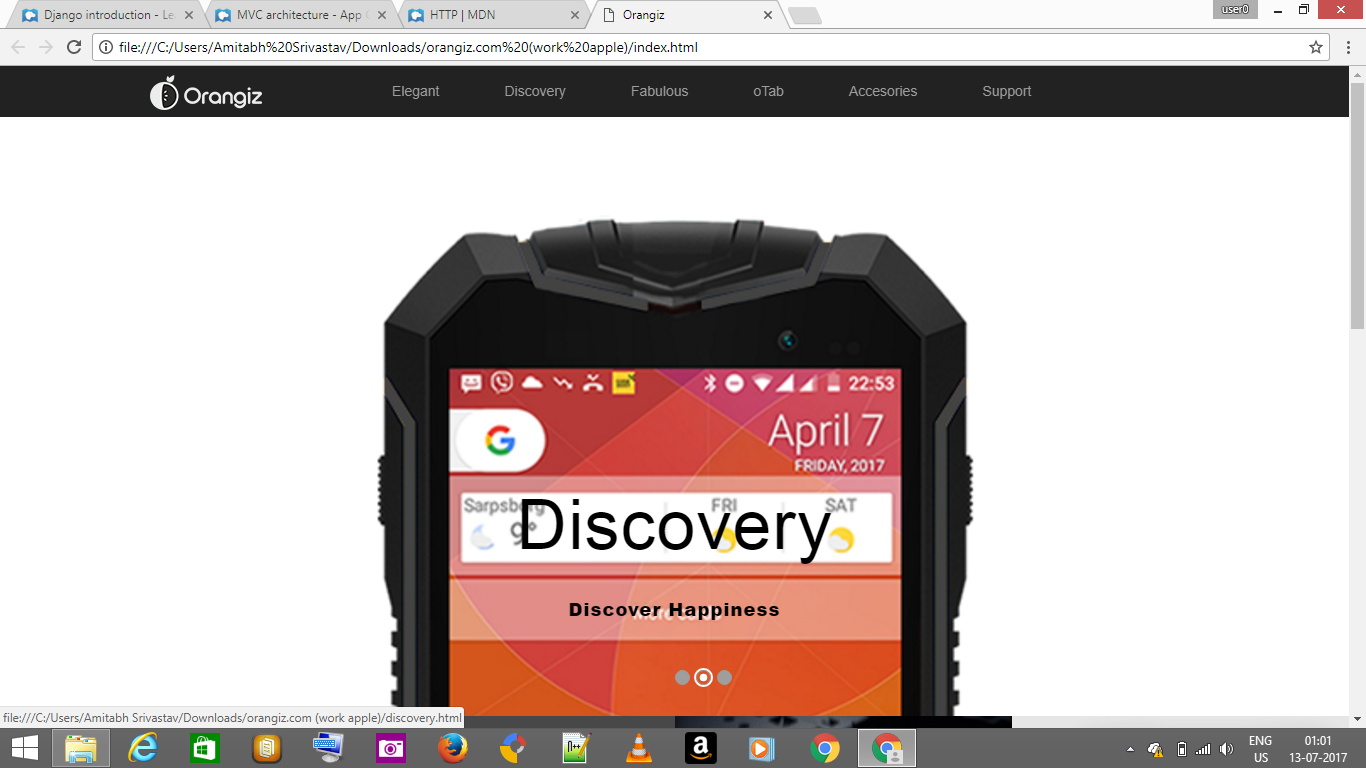 Django introduction - Le
MVC architecture - App
HTTP | MDN
Orangiz
user0
file:///C:/Users/Amitabh%20Srivastav/Downloads/orangiz.com%20(work%20apple)/index.html
Orangiz
Elegant
Discovery
Fabulous
oTab
Accesories
Support
22:53
April 7
FRIDAY, 2017
Sarpsborg
FRI
SAT
9°
Discovery
Discover Happiness
file:///C:/Users/Amitabh Srivastav/Downloads/orangiz.com (work apple)/discovery.html
ENG
US
01:01
13-07-2017